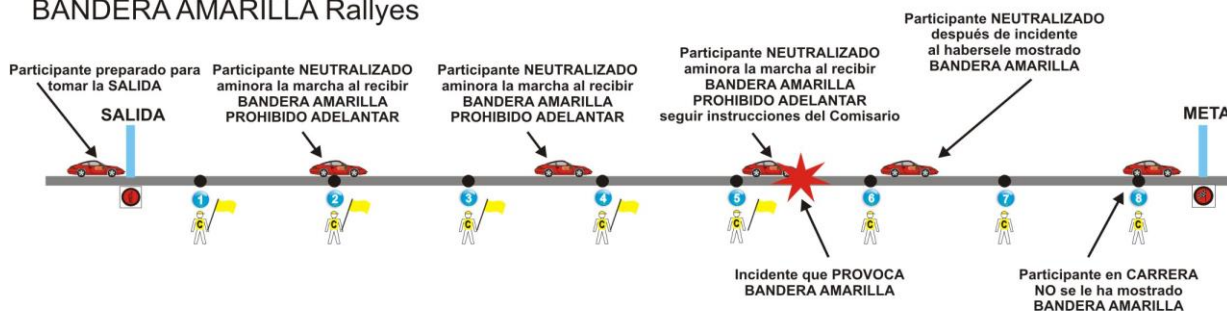 BANDERA AMARILLA Rallyes
Participante preparado para
tomar la SALIDA
SALIDA
Participante NEUTRALIZADO
aminora la marcha al recibir
BANDERA AMARILLA
PROHIBIDO ADELANTAR
Participante NEUTRALIZADO
aminora la marcha al recibir
BANDERA AMARILLA
PROHIBIDO ADELANTAR
Participante NEUTRALIZADO
aminora la marcha al recibir
BANDERA AMARILLA
PROHIBIDO ADELANTAR
seguir instrucciones del Comisario
Participante NEUTRALIZADO
después de incidente
al habersele mostrado
BANDERA AMARILLA
META
1
2
3
4
5
6
7
8
C
C
C
C
C
C
C
C
Incidente que PROVOCA
BANDERA AMARILLA
Participante en CARRERA
NO se le ha mostrado
BANDERA AMARILLA